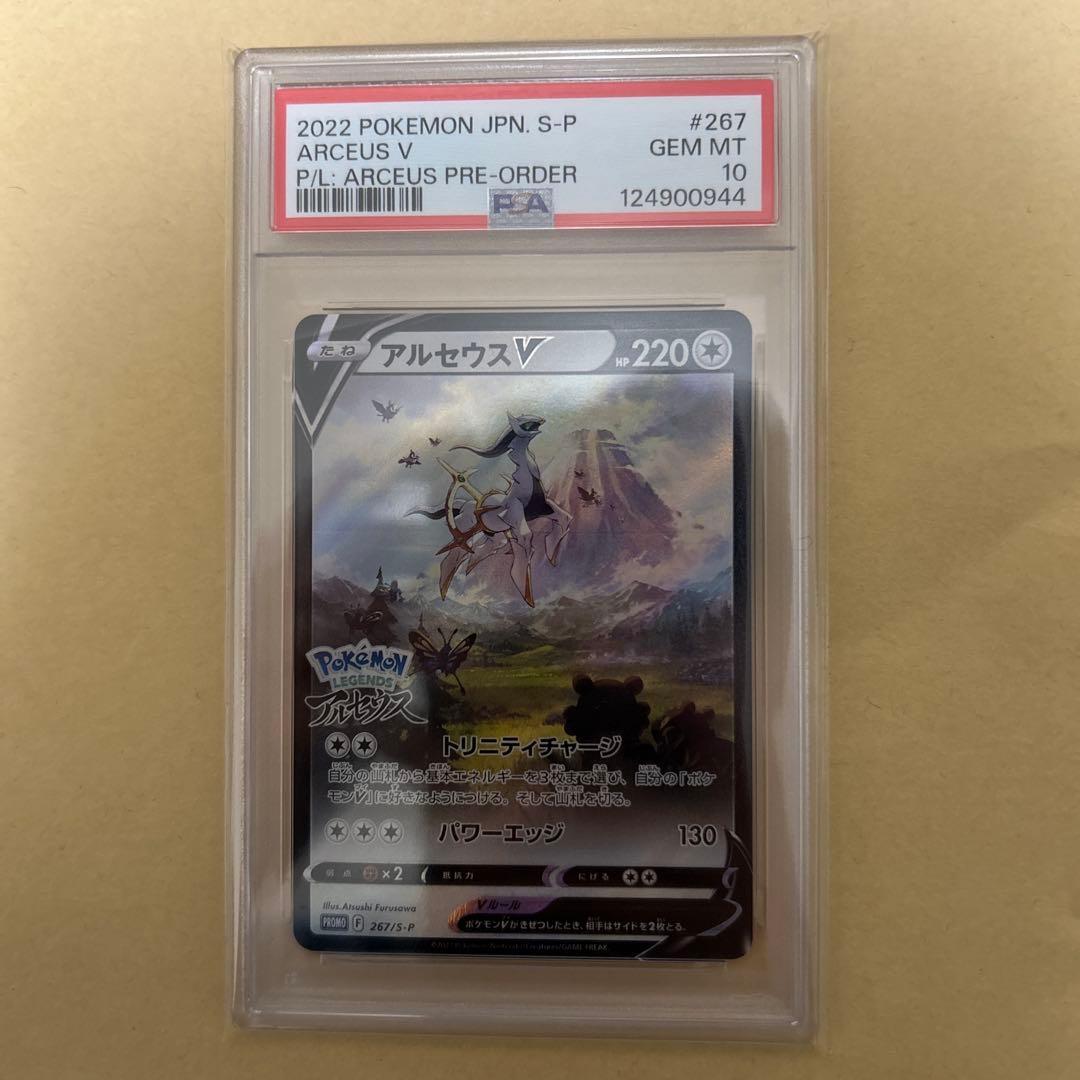 2022 POKEMON JPN. S-P #267
ARCEUS V GEM MT
P/L: ARCEUS PRE-ORDER 10
PSA 124900944
たね アルセウスV HP 220
Pokémon
LEGENDS
アルセウス
トリニティチャージ
自分の山札から基本エネルギーを3枚まで選び、自分の「ポケ
モンV」に好きなようにつける。そして山札を切る。
パワーエッジ 130
弱点 ×2 抵抗力 にげる
Illus. Atsushi Furusawa Vルール
PROMO F 267/S-P ポケモンVがきぜつしたとき、相手はサイドを2枚とる。